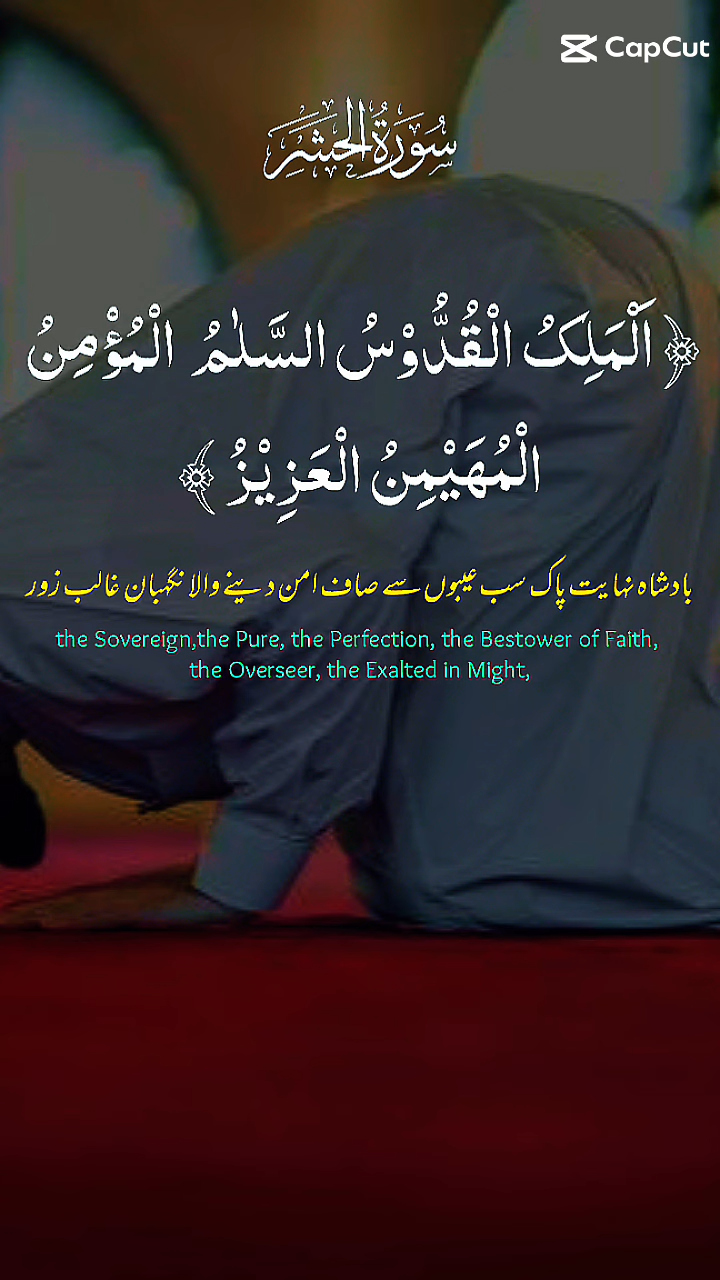 CapCut
سُورَةُ الحَشۡرِ
﴿ اَلْمَلِکُ الْقُدُّوْسُ السَّلٰمُ الْمُؤْمِنُ
الْمُهَیْمِنُ الْعَزِیْزُ ﴾
بادشاہ نہایت پاک سب عیبوں سے صاف امن دینے والا نگہبان غالب زور
the Sovereign,the Pure, the Perfection, the Bestower of Faith,
the Overseer, the Exalted in Might,